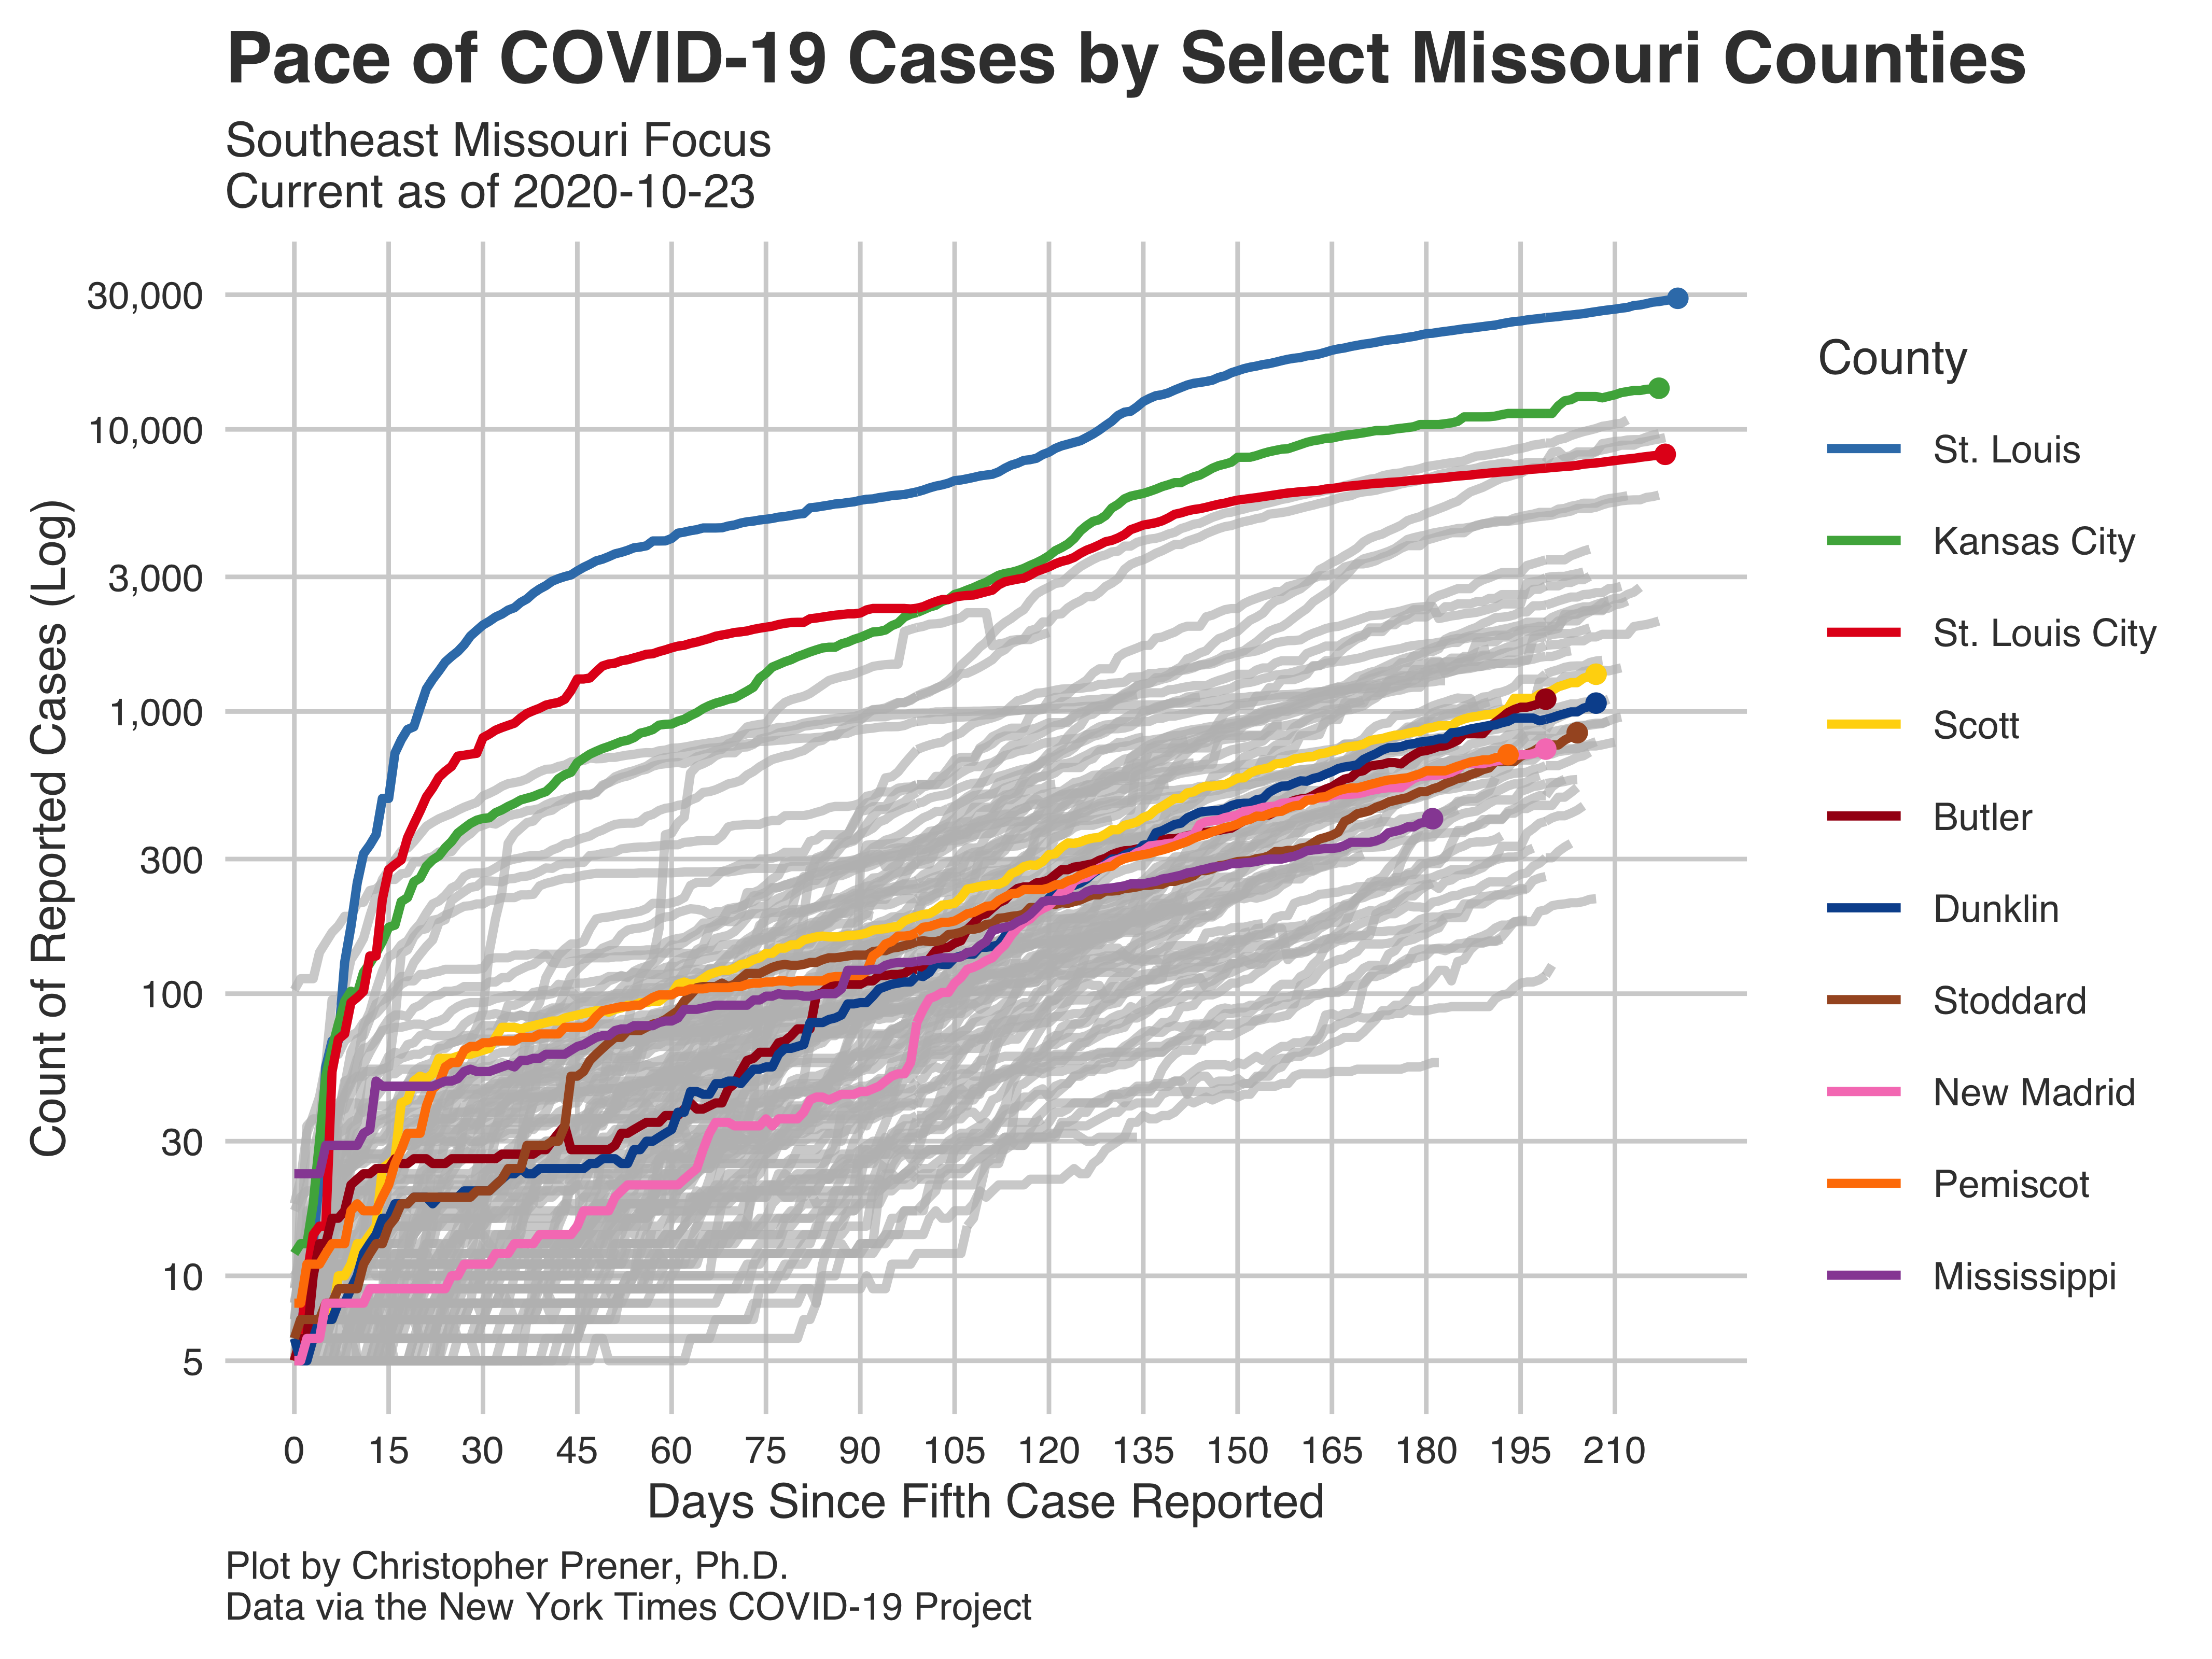 Pace of COVID-19 Cases by Select Missouri Counties
Southeast Missouri Focus
Current as of 2020-10-23
Count of Reported Cases (Log)
30,000
10,000
3,000
1,000
300
100
30
10
5
0 15 30 45 60 75 90 105 120 135 150 165 180 195 210
Days Since Fifth Case Reported
County
St. Louis
Kansas City
St. Louis City
Scott
Butler
Dunklin
Stoddard
New Madrid
Pemiscot
Mississippi
Plot by Christopher Prener, Ph.D.
Data via the New York Times COVID-19 Project